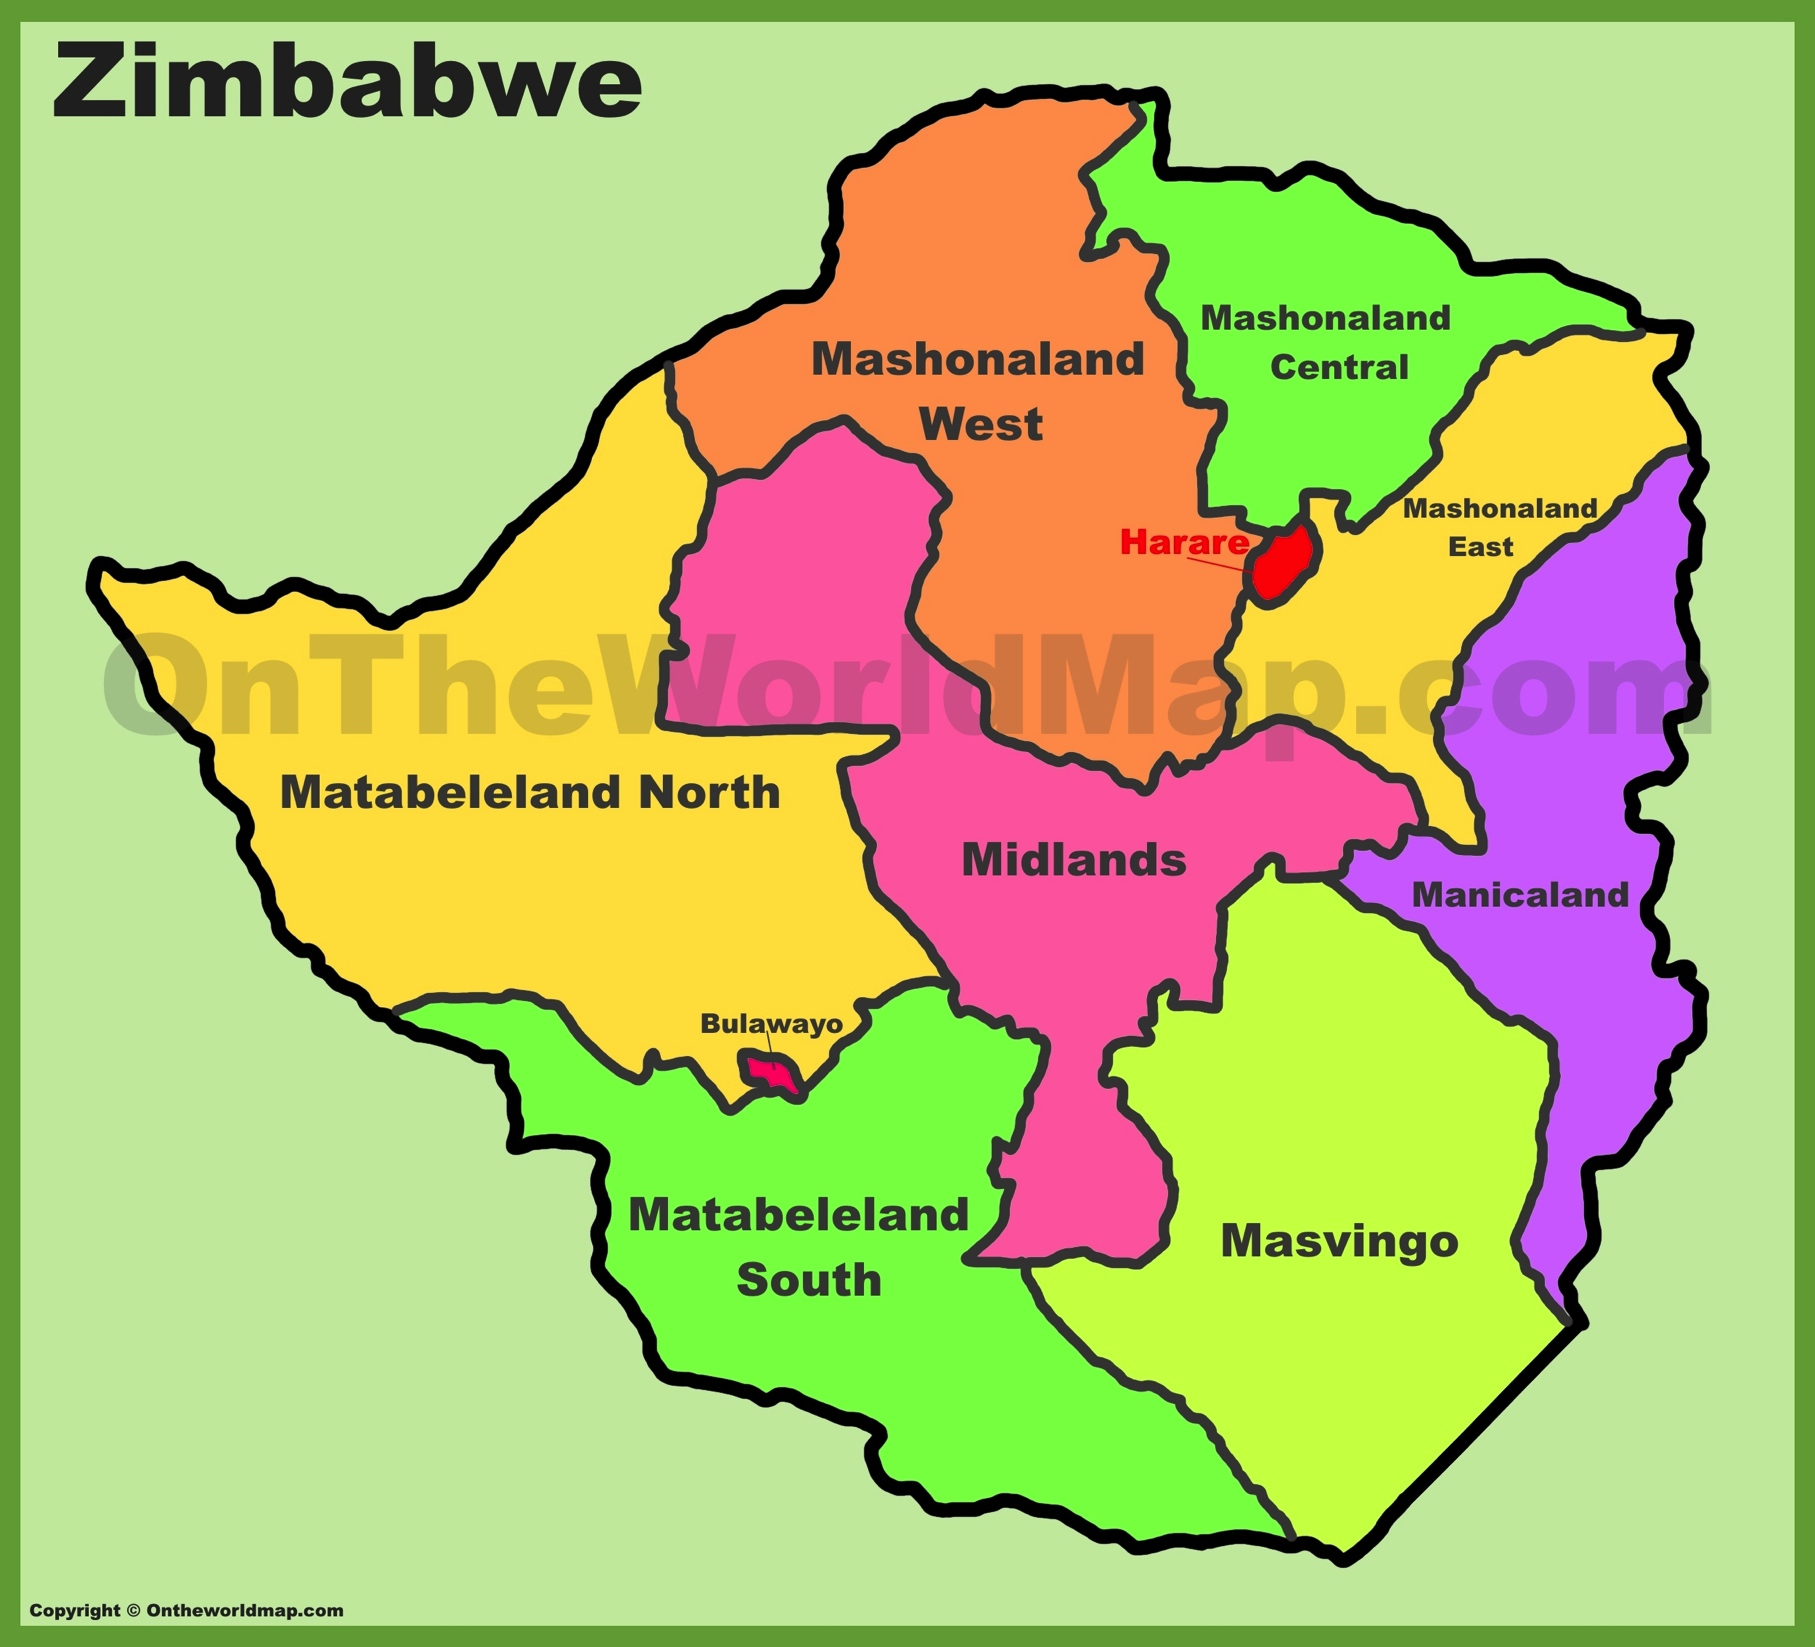 Zimbabwe
Mashonaland
Central
Mashonaland
West
Mashonaland
East
Harare
OnTheWorldMap.com
Matabeleland North
Midlands
Manicaland
Bulawayo
Matabeleland
South
Masvingo
Copyright © Ontheworldmap.com